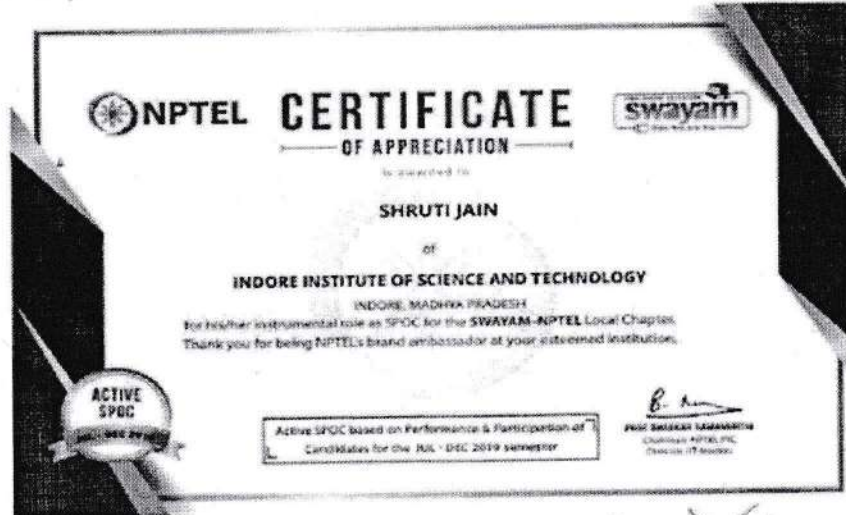 NPTEL
CERTIFICATE
OF APPRECIATION
swayam
is awarded to
SHRUTI JAIN
of
INDORE INSTITUTE OF SCIENCE AND TECHNOLOGY
INDORE, MADHYA PRADESH
for his/her instrumental role as SPOC for the SWAYAM-NPTEL Local Chapter.
Thank you for being NPTEL's brand ambassador at your esteemed institution.
ACTIVE
SPOC
Active SPOC based on Performance & Participation of
Candidates for the JUL - DEC 2019 semester